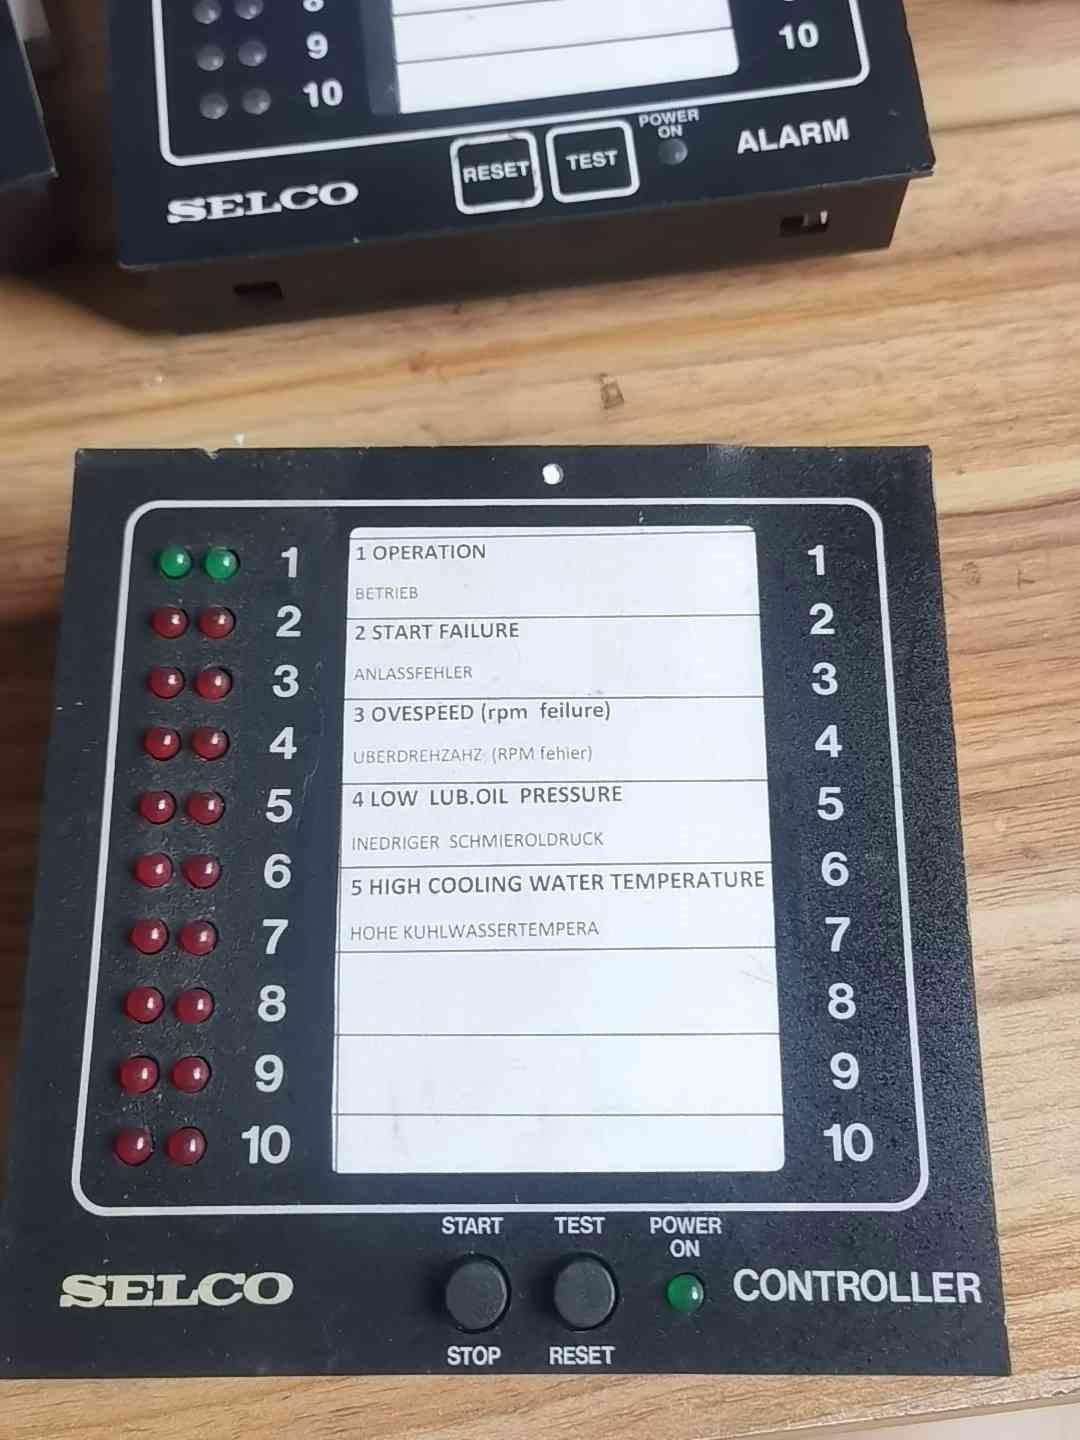 8
9
10
10
POWER
ON
RESET
TEST
ALARM
SELCO
1
1 OPERATION
BETRIEB
1
2
2 START FAILURE
ANLASSFEHLER
2
3
3 OVESPEED (rpm feilure)
UBERDREHZAHZ (RPM fehier)
3
4
4 LOW LUB.OIL PRESSURE
INEDRIGER SCHMIEROLDRUCK
4
5
5 HIGH COOLING WATER TEMPERATURE
HOHE KUHLWASSERTEMPERA
5
6
6
7
7
8
8
9
9
10
10
START
TEST
POWER
ON
SELCO
CONTROLLER
STOP
RESET